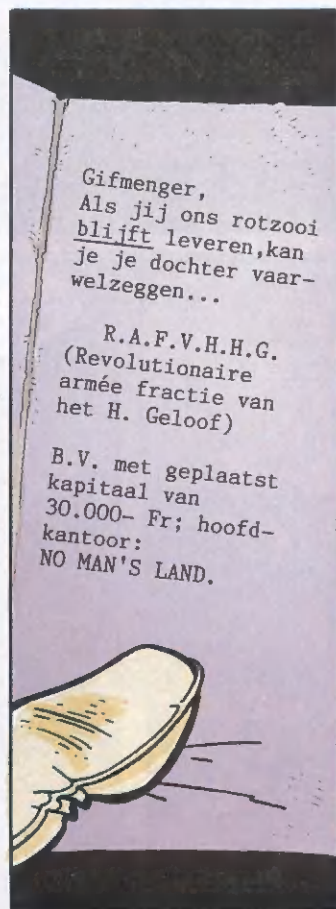 Gifmenger,
Als jij ons rotzooi
blijft leveren,kan
je je dochter vaar-
welzeggen...
R.A.F.V.H.H.G.
(Revolutionaire
armée fractie van
het H. Geloof)
B.V. met geplaatst
kapitaal van
30.000- Fr; hoofd-
kantoor:
NO MAN'S LAND.